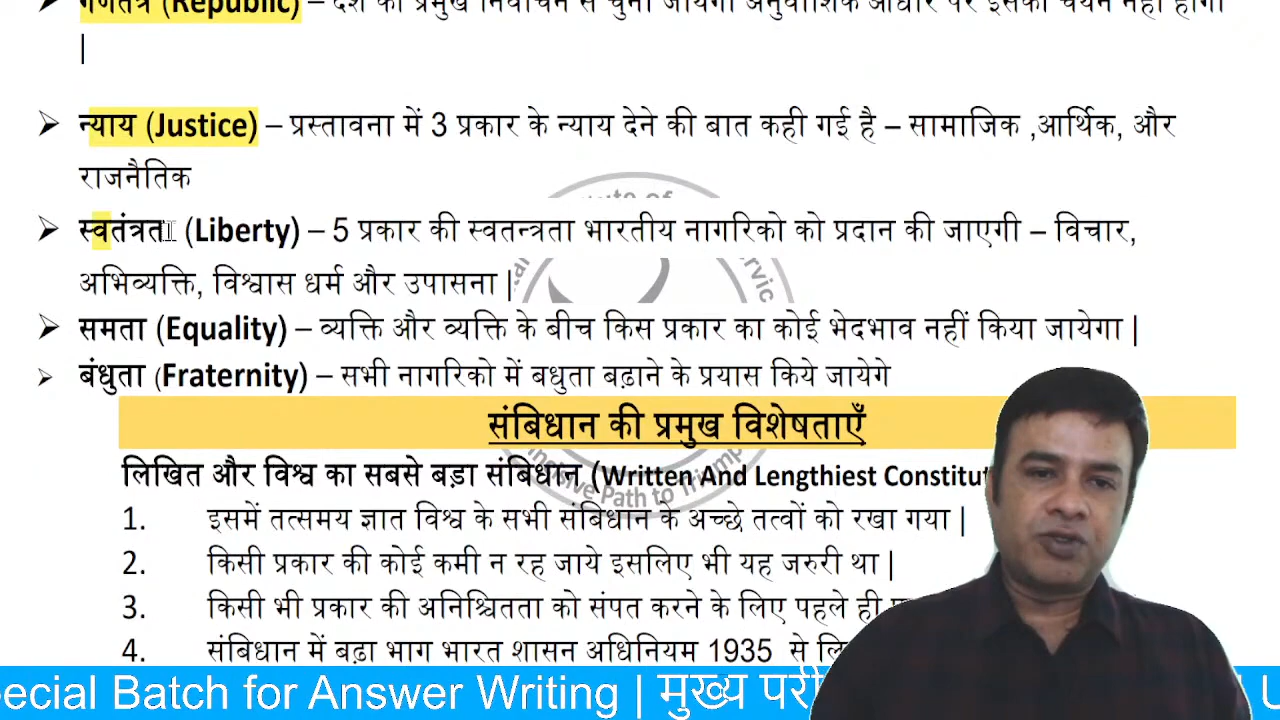 गणतंत्र (Republic) – देश का प्रमुख निर्वाचन से चुना जायेगा अनुवांशिक आधार पर इसका चयन नहीं होगा
|
➢ न्याय (Justice) – प्रस्तावना में 3 प्रकार के न्याय देने की बात कही गई है – सामाजिक ,आर्थिक, और
राजनैतिक
➢ स्वतंत्रता (Liberty) – 5 प्रकार की स्वतन्त्रता भारतीय नागरिको को प्रदान की जाएगी – विचार,
अभिव्यक्ति, विश्वास धर्म और उपासना |
➢ समता (Equality) – व्यक्ति और व्यक्ति के बीच किस प्रकार का कोई भेदभाव नहीं किया जायेगा |
➢ बंधुता (Fraternity) – सभी नागरिको में बधुता बढ़ाने के प्रयास किये जायेगे
संबिधान की प्रमुख विशेषताएँ
लिखित और विश्व का सबसे बड़ा संबिधान (Written And Lengthiest Constitut
1. इसमें तत्समय ज्ञात विश्व के सभी संबिधान के अच्छे तत्वों को रखा गया |
2. किसी प्रकार की कोई कमी न रह जाये इसलिए भी यह जरुरी था |
3. किसी भी प्रकार की अनिश्चितता को संपत करने के लिए पहले ही
4. संबिधान में बढ़ा भाग भारत शासन अधिनियम 1935 से
ecial Batch for Answer Writing | मुख्य परी